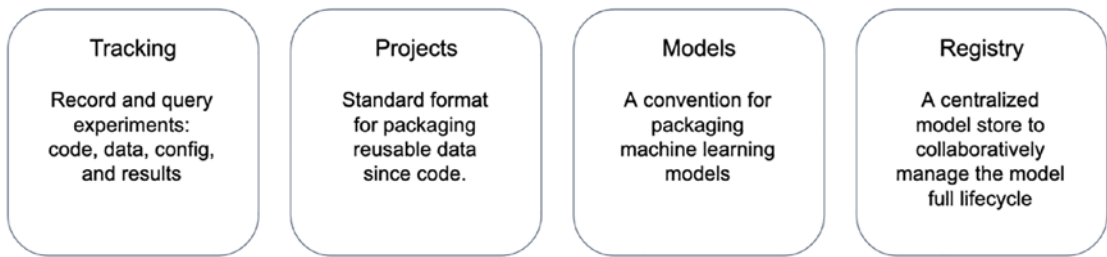 Tracking
Record and query
experiments:
code, data, config,
and results
Projects
Standard format
for packaging
reusable data
since code.
Models
A convention for
packaging
machine learning
models
Registry
A centralized
model store to
collaboratively
manage the model
full lifecycle